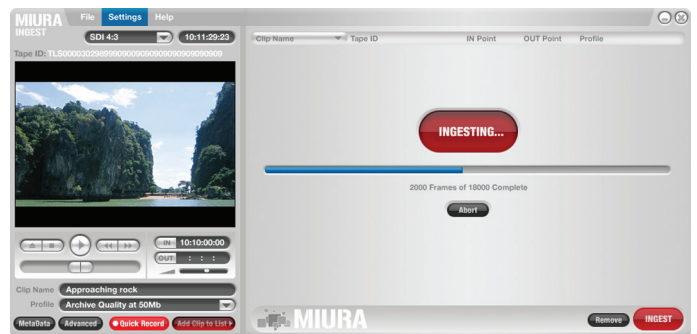 MIURA
INGEST
File Settings Help
SDI 4:3 10:11:29:23
Clip Name Tape ID IN Point OUT Point Profile
INGESTING...
2000 Frames of 18000 Complete
Abort
IN 10:10:00:00
OUT : : :
Clip Name Approaching rock
Profile Archive Quality at 50Mb
MetaData Advanced Quick Record Add Clip to List
MIURA
Remove INGEST